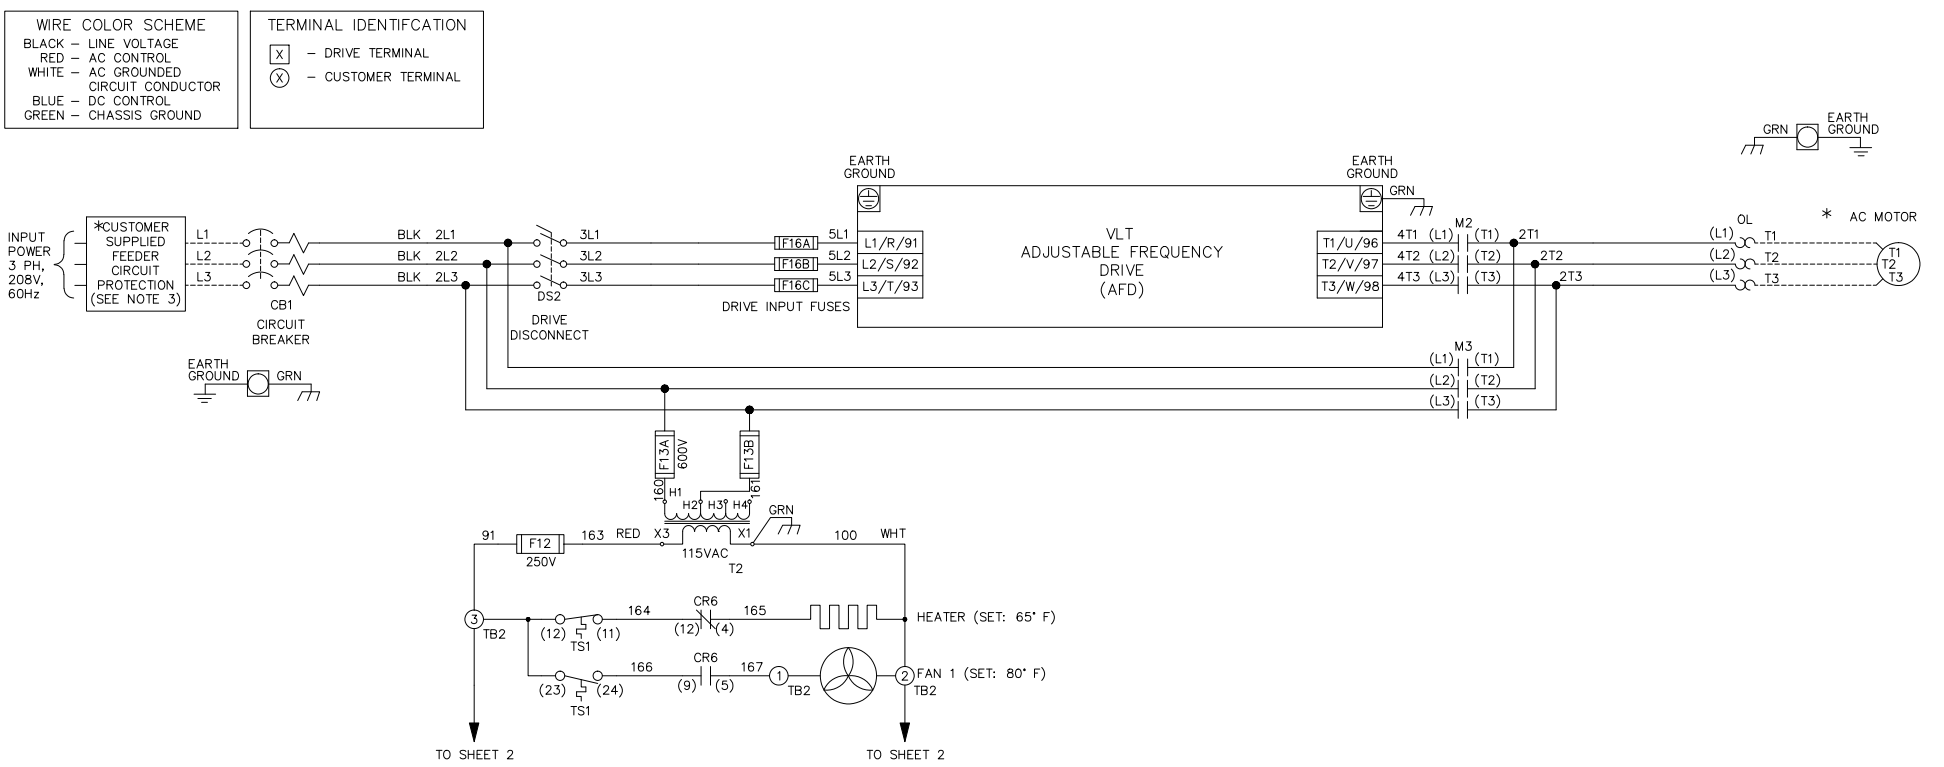 WIRE COLOR SCHEME
BLACK – LINE VOLTAGE
RED – AC CONTROL
WHITE – AC GROUNDED
CIRCUIT CONDUCTOR
BLUE – DC CONTROL
GREEN – CHASSIS GROUND
TERMINAL IDENTIFCATION
X – DRIVE TERMINAL
X – CUSTOMER TERMINAL
EARTH
GROUND
GRN
INPUT
POWER
3 PH,
208V,
60Hz
*CUSTOMER
SUPPLIED
FEEDER
CIRCUIT
PROTECTION
(SEE NOTE 3)
L1
L2
L3
CB1
CIRCUIT
BREAKER
BLK 2L1
BLK 2L2
BLK 2L3
DS2
DRIVE
DISCONNECT
3L1
3L2
3L3
F16A
F16B
F16C
DRIVE INPUT FUSES
5L1
5L2
5L3
EARTH
GROUND
L1/R/91
L2/S/92
L3/T/93
VLT
ADJUSTABLE FREQUENCY
DRIVE
(AFD)
EARTH
GROUND
GRN
T1/U/96
T2/V/97
T3/W/98
4T1 (L1) M2 (T1) 2T1
4T2 (L2) (T2) 2T2
4T3 (L3) (T3) 2T3
OL
(L1) T1
(L2) T2
(L3) T3
* AC MOTOR
T1
T2
T3
EARTH
GROUND
GRN
M3
(L1) (T1)
(L2) (T2)
(L3) (T3)
F13A
600V
F13B
160
161
H1
H2 H3 H4
GRN
91
F12
250V
163 RED X3
X1
115VAC
T2
100 WHT
3
TB2
(12) (11)
TS1
164
CR6
(12) (4)
165
HEATER (SET: 65° F)
(23) (24)
TS1
166
CR6
(9) (5)
167
1
TB2
2
TB2
FAN 1 (SET: 80° F)
TO SHEET 2
TO SHEET 2